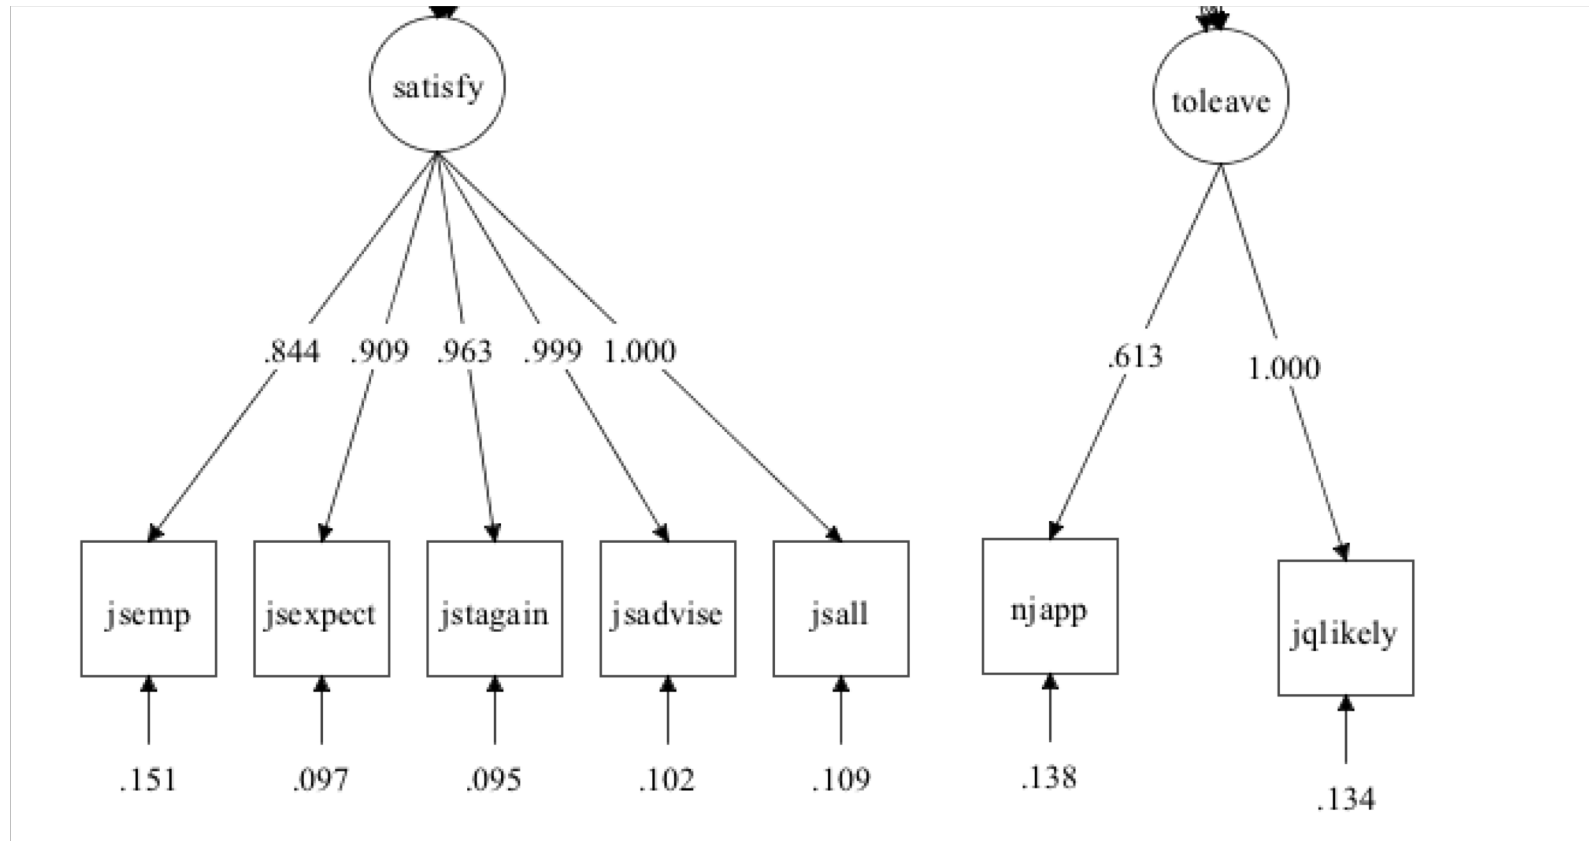 satisfy
toleave
.844 .909 .963 .999 1.000
.613
1.000
jsemp jsexpect jstagain jsadvise jsall
njapp
jqlikely
.151 .097 .095 .102 .109
.138
.134